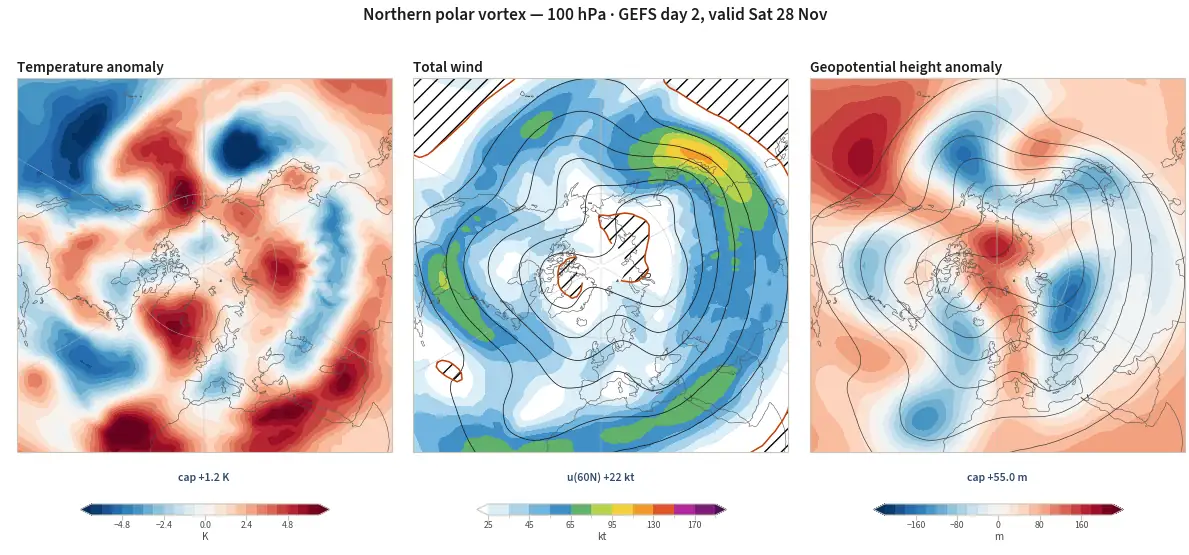 Northern polar vortex — 100 hPa · GEFS day 2, valid Sat 28 Nov
Temperature anomaly
Total wind
Geopotential height anomaly
cap +1.2 K
u(60N) +22 kt
cap +55.0 m
−4.8 −2.4 0.0 2.4 4.8
K
25 45 65 95 130 170
kt
−160 −80 0 80 160
m